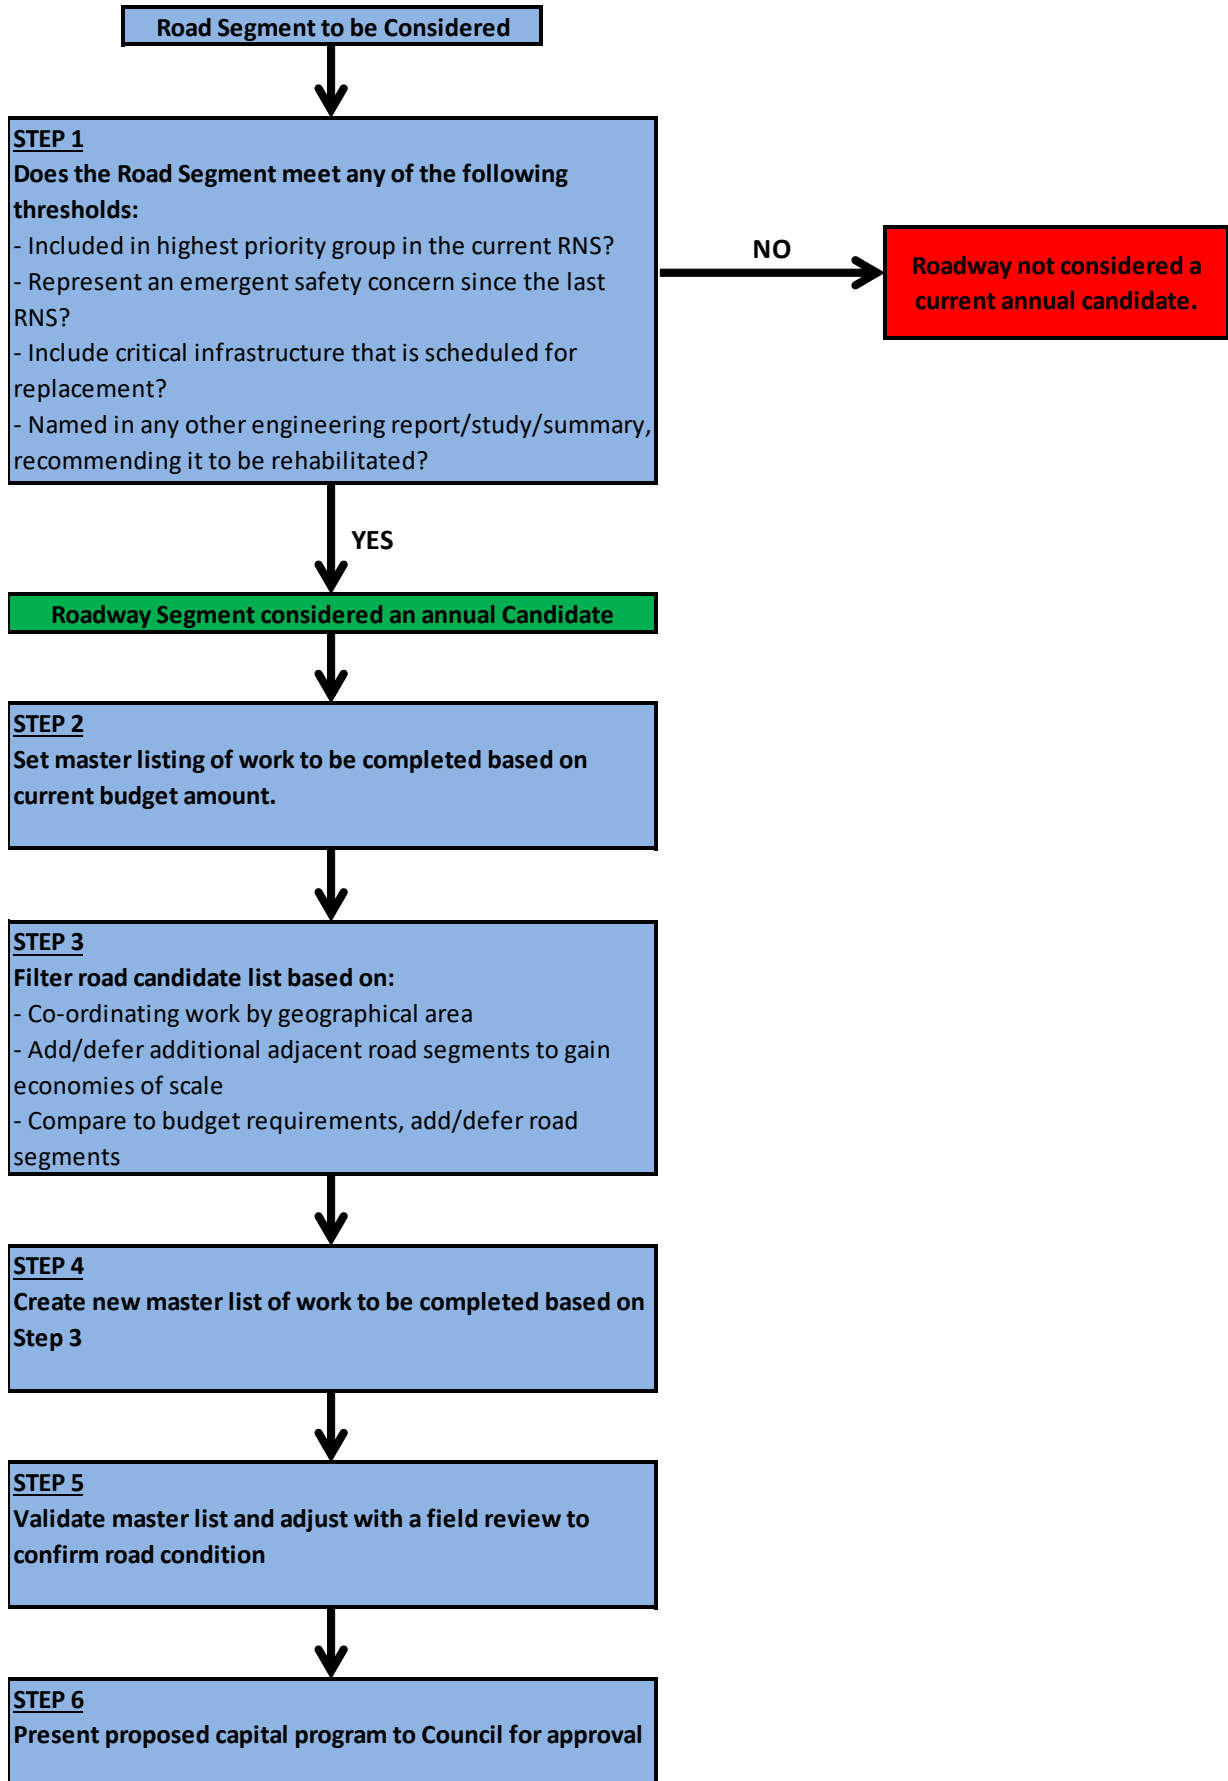 Road Segment to be Considered
STEP 1
Does the Road Segment meet any of the following
thresholds:
- Included in highest priority group in the current RNS?
- Represent an emergent safety concern since the last
RNS?
- Include critical infrastructure that is scheduled for
replacement?
- Named in any other engineering report/study/summary,
recommending it to be rehabilitated?
NO
Roadway not considered a
current annual candidate.
YES
Roadway Segment considered an annual Candidate
STEP 2
Set master listing of work to be completed based on
current budget amount.
STEP 3
Filter road candidate list based on:
- Co-ordinating work by geographical area
- Add/defer additional adjacent road segments to gain
economies of scale
- Compare to budget requirements, add/defer road
segments
STEP 4
Create new master list of work to be completed based on
Step 3
STEP 5
Validate master list and adjust with a field review to
confirm road condition
STEP 6
Present proposed capital program to Council for approval